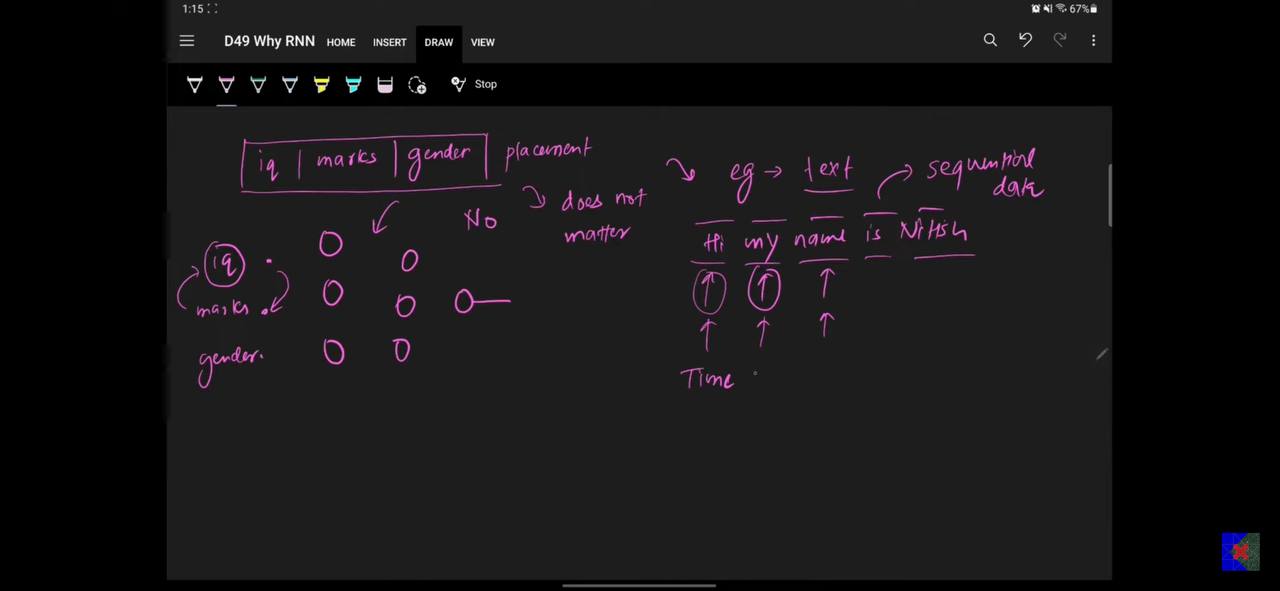 1:15
67%
D49 Why RNN HOME INSERT DRAW VIEW
Stop
iq | marks | gender | placement
does not
matter
No
iq
marks
gender
eg → text → sequential
data
Hi my name is Nitish
Time